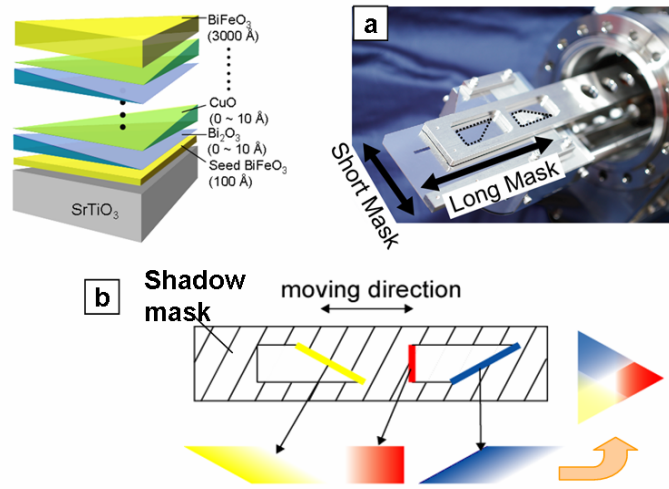 BiFeO₃
(3000 Å)
CuO
(0 ~ 10 Å)
Bi₂O₃
(0 ~ 10 Å)
Seed BiFeO₃
(100 Å)
SrTiO₃
a
Short Mask
Long Mask
b
Shadow
mask
moving direction